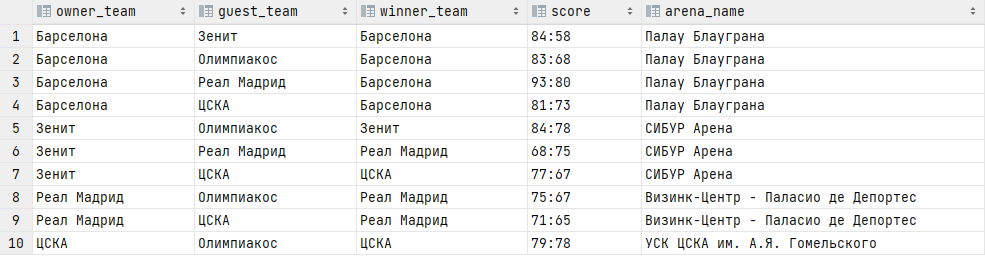 owner_team guest_team winner_team score arena_name
1 Барселона Зенит Барселона 84:58 Палау Блауграна
2 Барселона Олимпиакос Барселона 83:68 Палау Блауграна
3 Барселона Реал Мадрид Барселона 93:80 Палау Блауграна
4 Барселона ЦСКА Барселона 81:73 Палау Блауграна
5 Зенит Олимпиакос Зенит 84:78 СИБУР Арена
6 Зенит Реал Мадрид Реал Мадрид 68:75 СИБУР Арена
7 Зенит ЦСКА ЦСКА 77:67 СИБУР Арена
8 Реал Мадрид Олимпиакос Реал Мадрид 75:67 Визинк-Центр - Паласио де Депортес
9 Реал Мадрид ЦСКА Реал Мадрид 71:65 Визинк-Центр - Паласио де Депортес
10 ЦСКА Олимпиакос ЦСКА 79:78 УСК ЦСКА им. А.Я. Гомельского